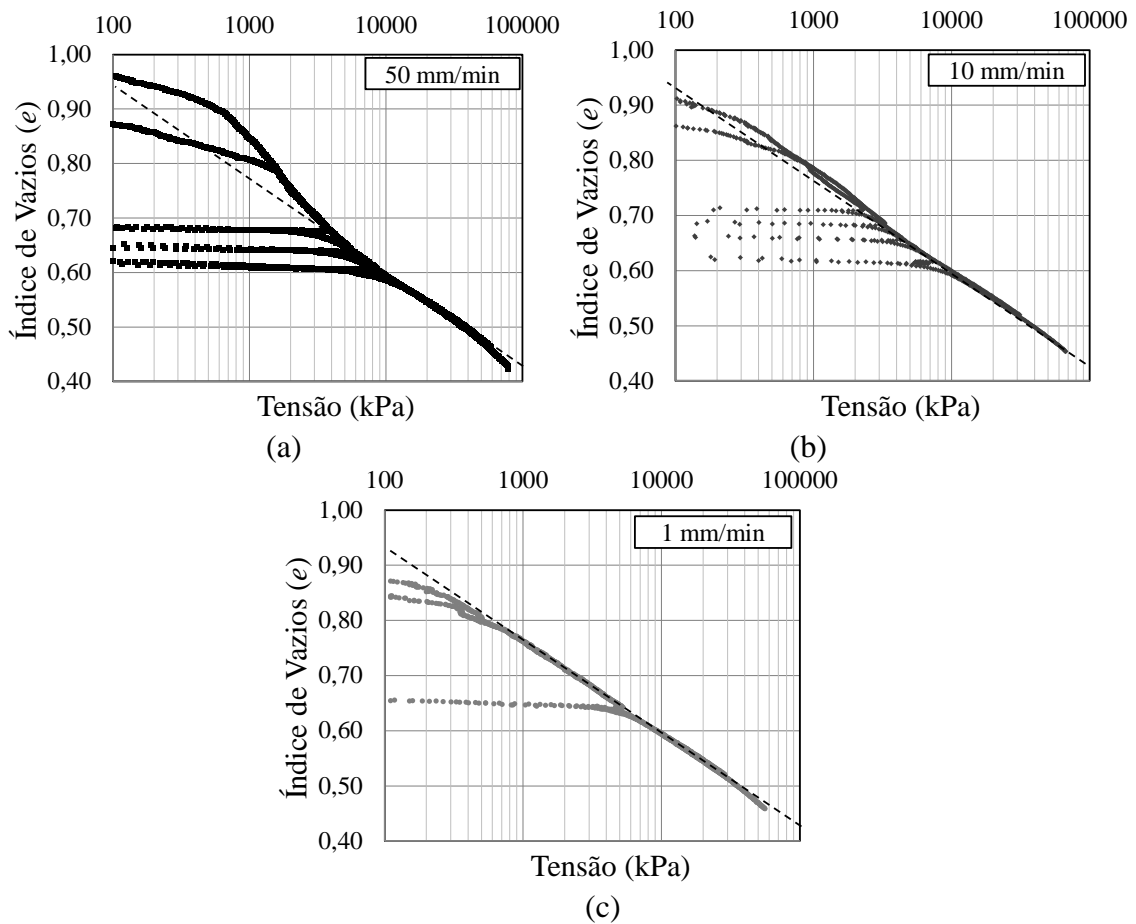 100 1000 10000 100000
50 mm/min
1,00
0,90
0,80
0,70
0,60
0,50
0,40
Índice de Vazios (e)
Tensão (kPa)
(a)
100 1000 10000 100000
10 mm/min
1,00
0,90
0,80
0,70
0,60
0,50
0,40
Índice de Vazios (e)
Tensão (kPa)
(b)
100 1000 10000 100000
1 mm/min
1,00
0,90
0,80
0,70
0,60
0,50
0,40
Índice de Vazios (e)
Tensão (kPa)
(c)